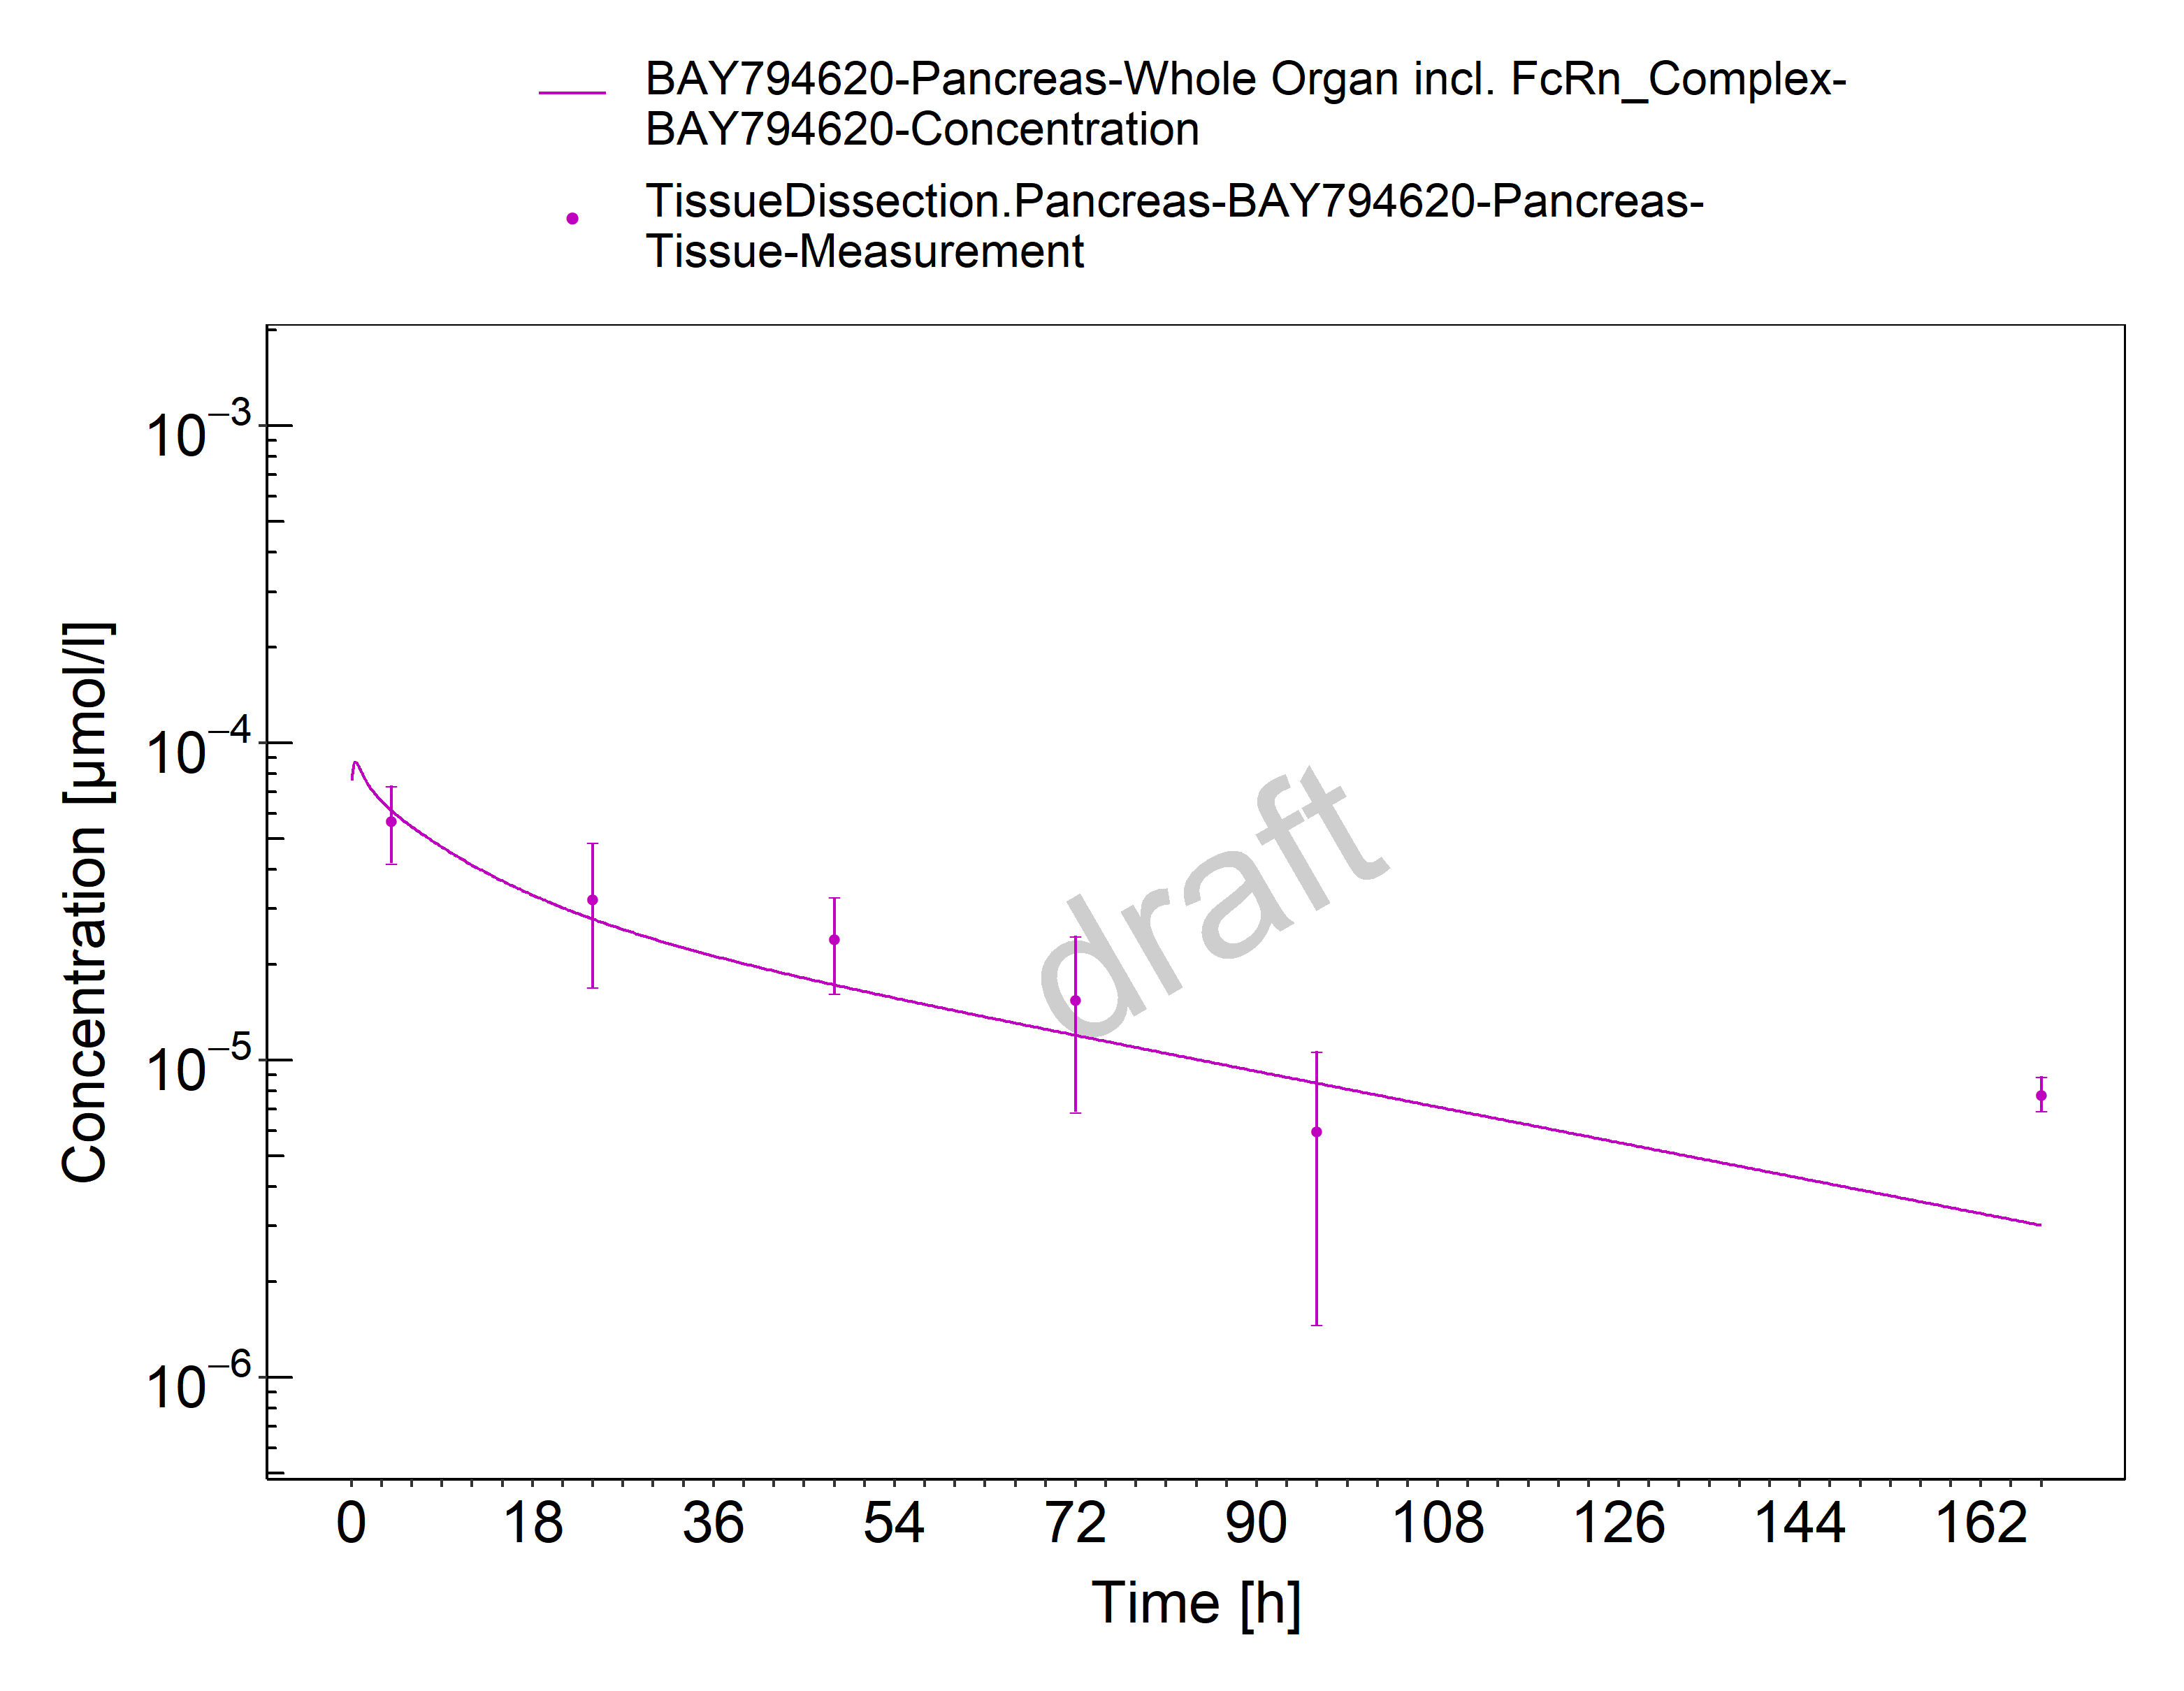 BAY794620-Pancreas-Whole Organ incl. FcRn_Complex-
BAY794620-Concentration
TissueDissection.Pancreas-BAY794620-Pancreas-
Tissue-Measurement
10−3
10−4
10−5
10−6
Concentration [µmol/l]
draft
0 18 36 54 72 90 108 126 144 162
Time [h]